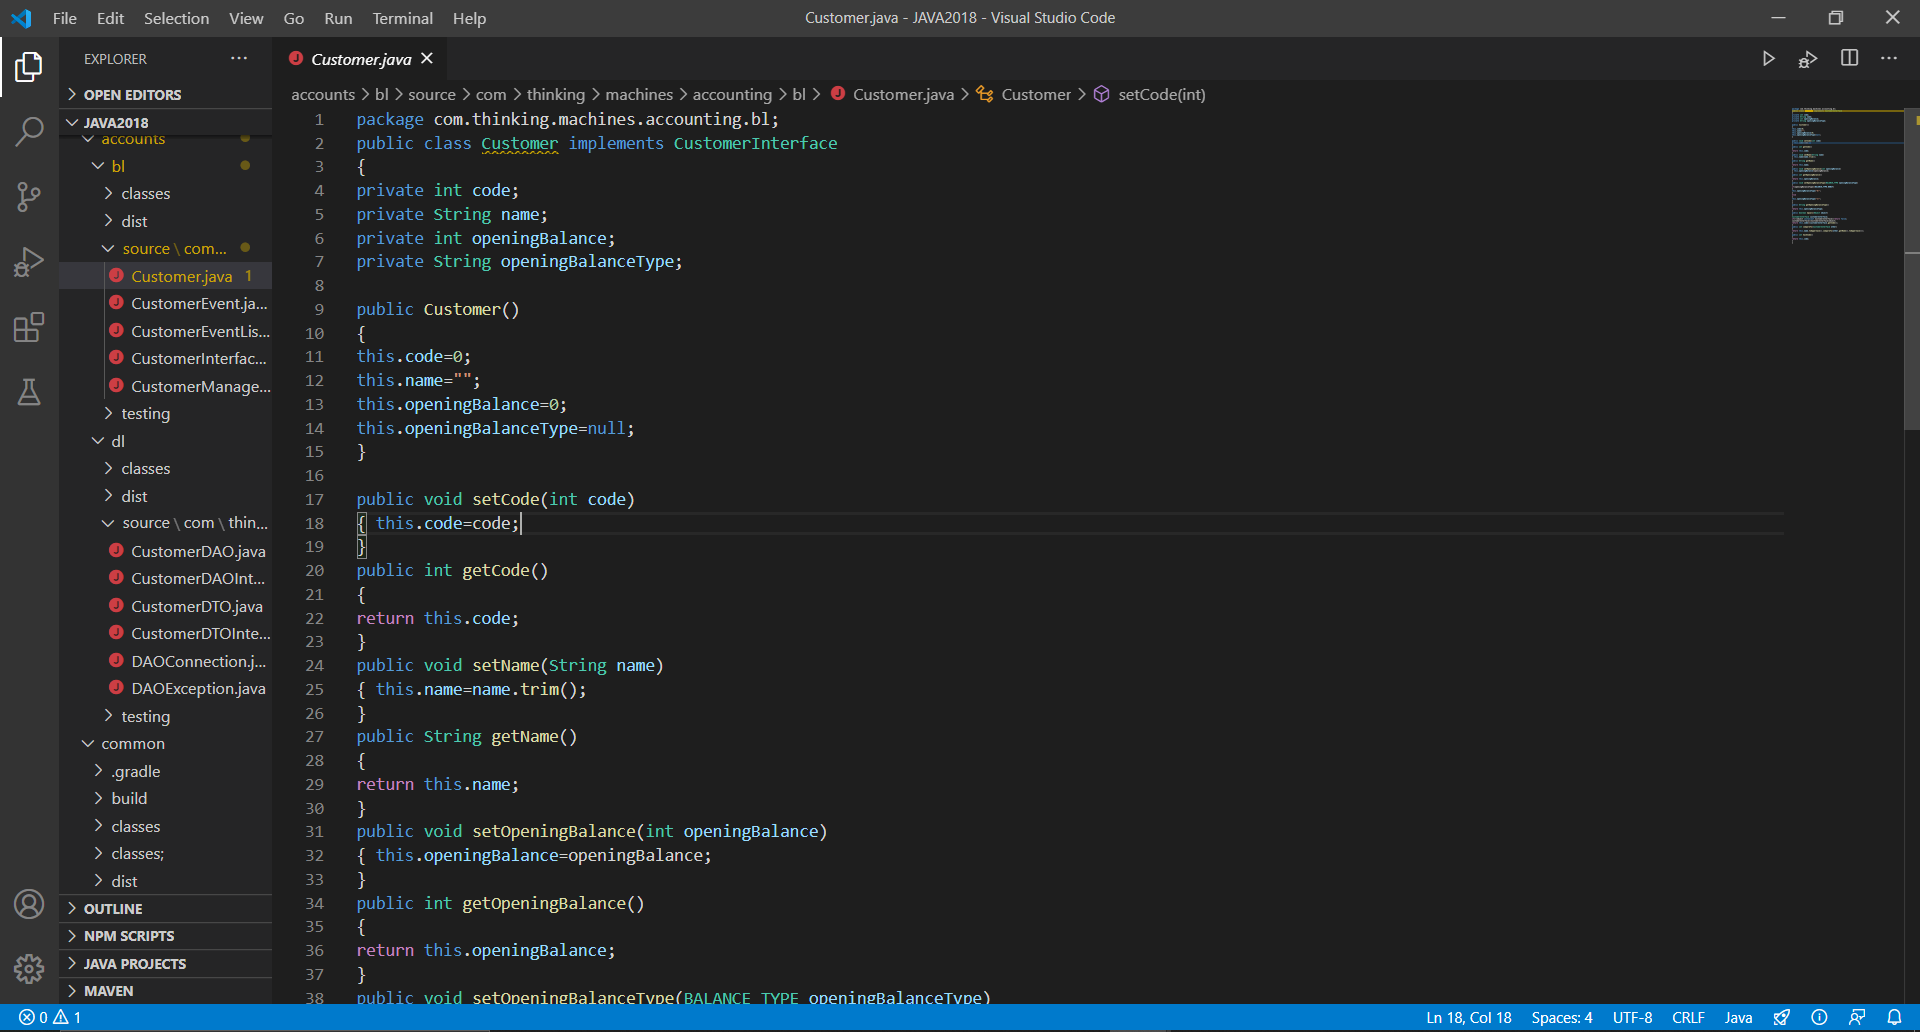 File Edit Selection View Go Run Terminal Help
Customer.java - JAVA2018 - Visual Studio Code
EXPLORER
OPEN EDITORS
JAVA2018
accounts
bl
classes
dist
source \ com...
Customer.java 1
CustomerEvent.ja...
CustomerEventLis...
CustomerInterfac...
CustomerManage...
testing
dl
classes
dist
source \ com \ thin...
CustomerDAO.java
CustomerDAOInt...
CustomerDTO.java
CustomerDTOInte...
DAOConnection.j...
DAOException.java
testing
common
.gradle
build
classes
classes;
dist
OUTLINE
NPM SCRIPTS
JAVA PROJECTS
MAVEN
Customer.java
accounts > bl > source > com > thinking > machines > accounting > bl > Customer.java > Customer > setCode(int)
1 package com.thinking.machines.accounting.bl;
2 public class Customer implements CustomerInterface
3 {
4 private int code;
5 private String name;
6 private int openingBalance;
7 private String openingBalanceType;
8
9 public Customer()
10 {
11 this.code=0;
12 this.name="";
13 this.openingBalance=0;
14 this.openingBalanceType=null;
15 }
16
17 public void setCode(int code)
18 { this.code=code;
19 }
20 public int getCode()
21 {
22 return this.code;
23 }
24 public void setName(String name)
25 { this.name=name.trim();
26 }
27 public String getName()
28 {
29 return this.name;
30 }
31 public void setOpeningBalance(int openingBalance)
32 { this.openingBalance=openingBalance;
33 }
34 public int getOpeningBalance()
35 {
36 return this.openingBalance;
37 }
38 public void setOpeningBalanceType(BALANCE_TYPE openingBalanceType)
0 1
Ln 18, Col 18 Spaces: 4 UTF-8 CRLF Java